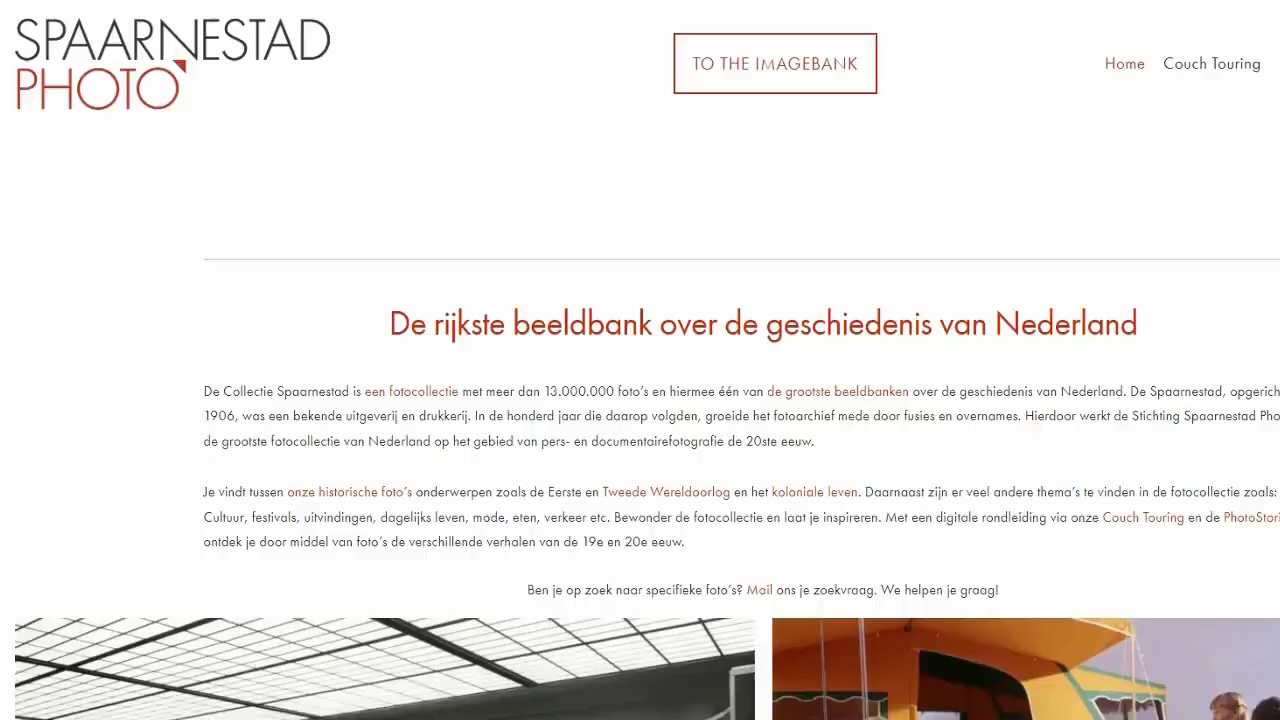 SPAARNESTAD
PHOTO
TO THE IMAGEBANK
Home Couch Touring
De rijkste beeldbank over de geschiedenis van Nederland
De Collectie Spaarnestad is een fotocollectie met meer dan 13.000.000 foto's en hiermee één van de grootste beeldbanken over de geschiedenis van Nederland. De Spaarnestad,
1906, was een bekende uitgeverij en drukkerij. In de honderd jaar die daarop volgden, groeide het fotoarchief mede door fusies en overnames. Hierdoor werkt de Stichting Spaarnestad
de grootste fotocollectie van Nederland op het gebied van pers- en documentairefotografie de 20ste eeuw.
Je vindt tussen onze historische foto's onderwerpen zoals de Eerste en Tweede Wereldoorlog en het koloniale leven. Daarnaast zijn er veel andere thema's te vinden in de fotocollectie zoals:
Cultuur, festivals, uitvindingen, dagelijks leven, mode, eten, verkeer etc. Bewonder de fotocollectie en laat je inspireren. Met een digitale rondleiding via onze Couch Touring en de
ontdek je door middel van foto's de verschillende verhalen van de 19e en 20e eeuw.
Ben je op zoek naar specifieke foto's? Mail ons je zoekvraag. We helpen je graag!